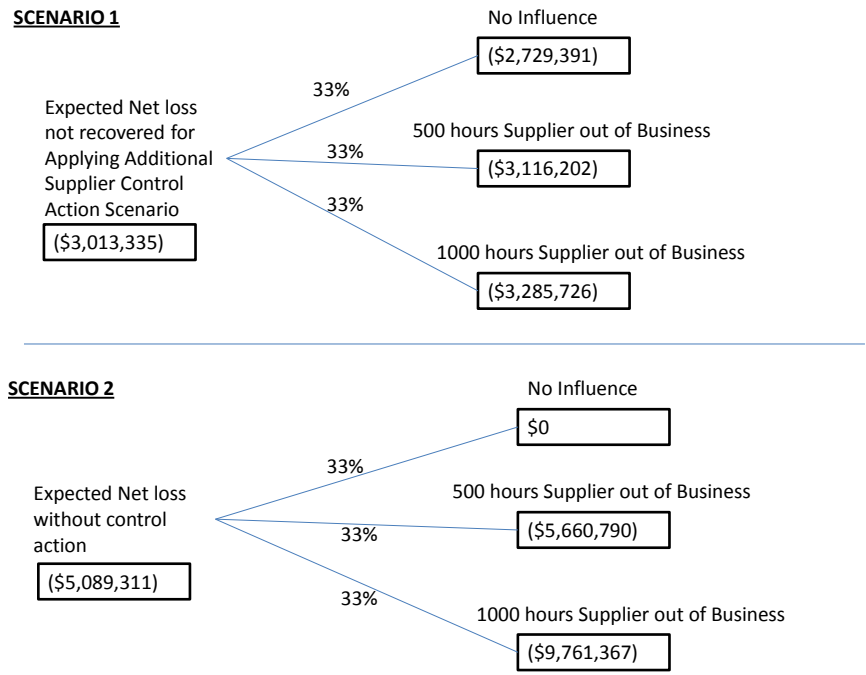 SCENARIO 1
No Influence
($2,729,391)
33%
Expected Net loss
not recovered for
Applying Additional
Supplier Control
Action Scenario
($3,013,335)
500 hours Supplier out of Business
33%
($3,116,202)
33%
1000 hours Supplier out of Business
($3,285,726)
SCENARIO 2
No Influence
$0
33%
Expected Net loss
without control
action
($5,089,311)
500 hours Supplier out of Business
33%
($5,660,790)
33%
1000 hours Supplier out of Business
($9,761,367)